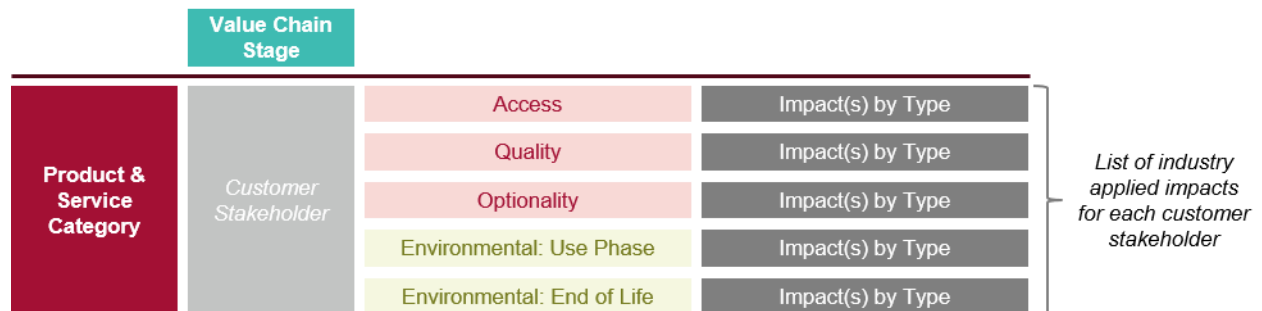 Value Chain
Stage
Product &
Service
Category
Customer
Stakeholder
Access
Impact(s) by Type
Quality
Impact(s) by Type
Optionality
Impact(s) by Type
Environmental: Use Phase
Impact(s) by Type
Environmental: End of Life
Impact(s) by Type
List of industry
applied impacts
for each customer
stakeholder